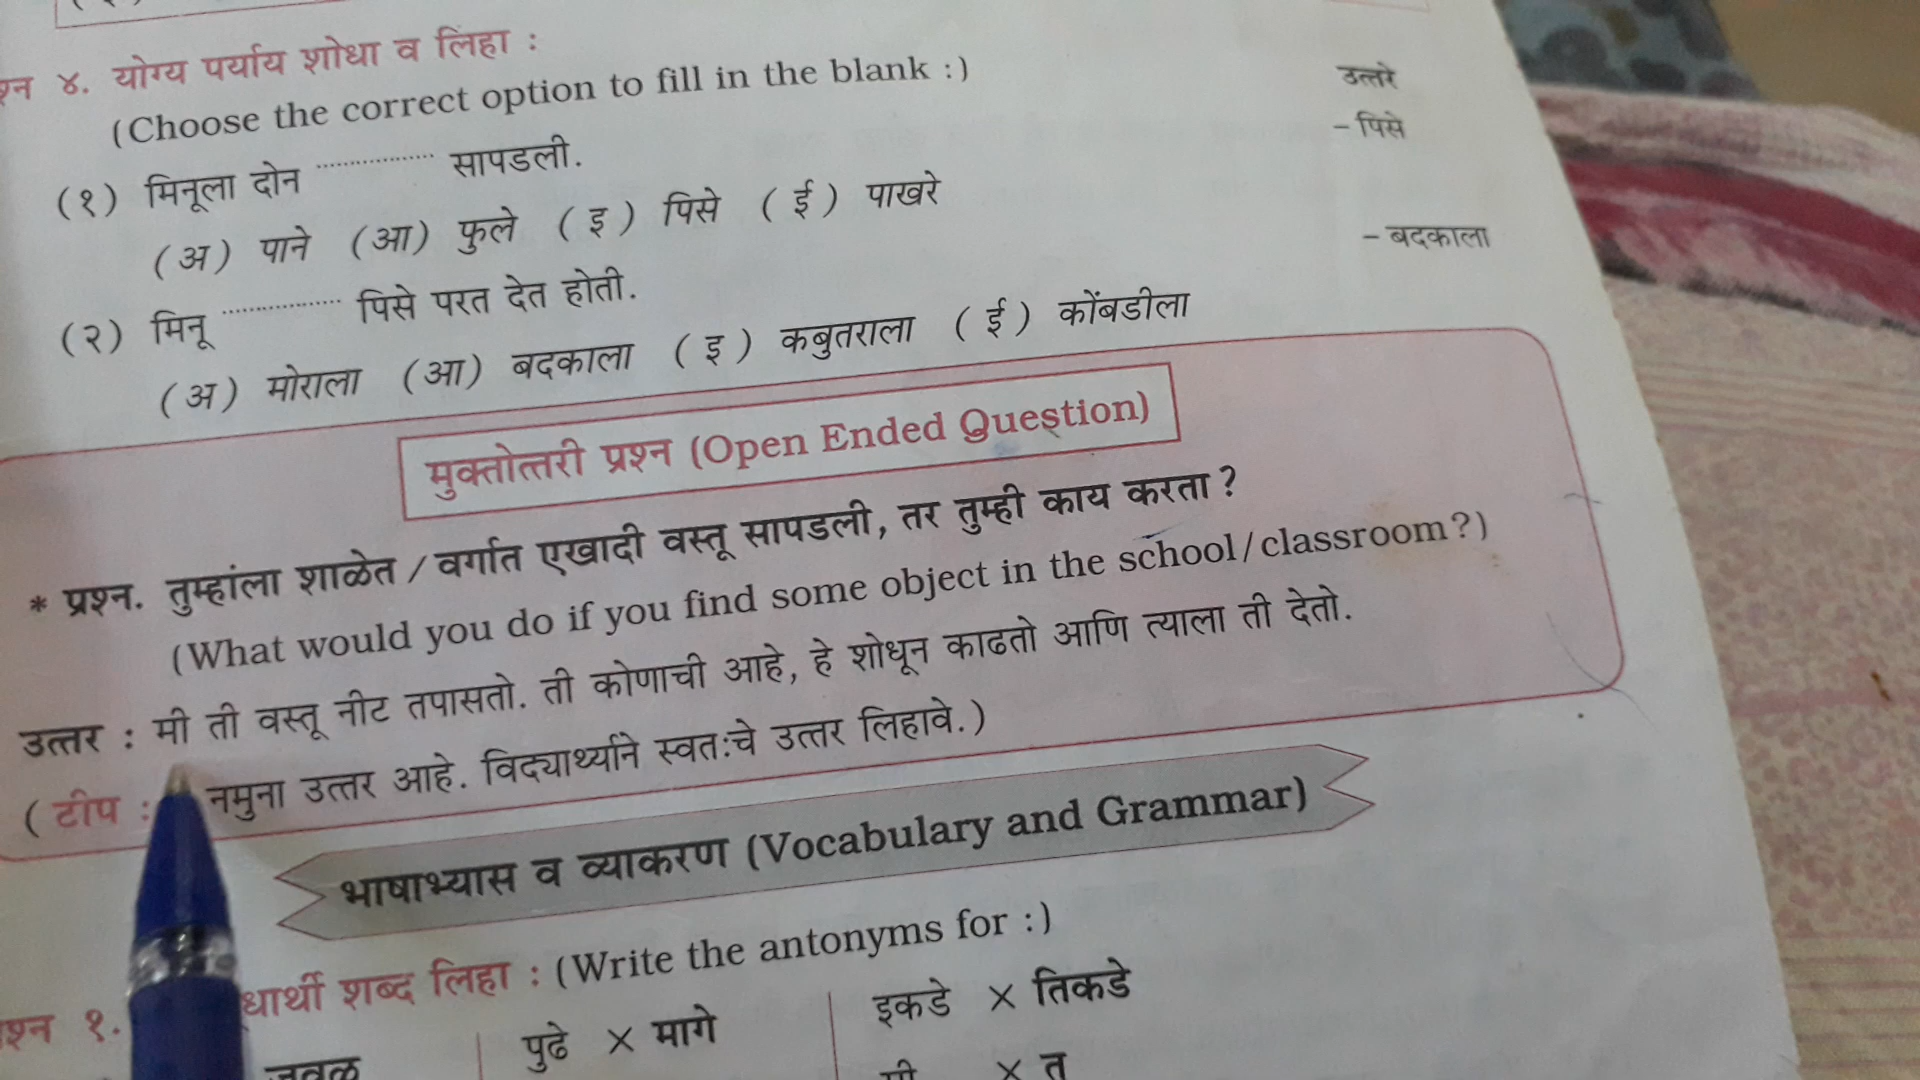 ४. योग्य पर्याय शोधा व लिहा :
(Choose the correct option to fill in the blank :)
उत्तरे
(१) मिनूला दोन .................. सापडली.
– पिसे
(अ) पाने (आ) फुले (इ) पिसे (ई) पाखरे
(२) मिनू .................. पिसे परत देत होती.
– बदकाला
(अ) मोराला (आ) बदकाला (इ) कबुतराला (ई) कोंबडीला
मुक्तोत्तरी प्रश्न (Open Ended Question)
* प्रश्न. तुम्हांला शाळेत / वर्गात एखादी वस्तू सापडली, तर तुम्ही काय करता ?
(What would you do if you find some object in the school/classroom?)
उत्तर : मी ती वस्तू नीट तपासतो. ती कोणाची आहे, हे शोधून काढतो आणि त्याला ती देतो.
( टीप : नमुना उत्तर आहे. विद्यार्थ्याने स्वतःचे उत्तर लिहावे.)
भाषाभ्यास व व्याकरण (Vocabulary and Grammar)
१. शब्द लिहा : (Write the antonyms for :)
पुढे × मागे
इकडे × तिकडे